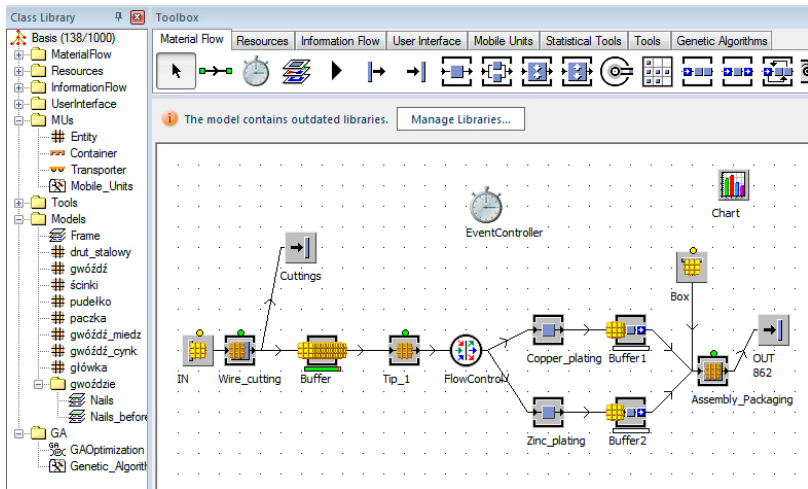 Class Library
Toolbox
Basis (138/1000)
MaterialFlow
Resources
InformationFlow
UserInterface
MUs
Entity
Container
Transporter
Mobile_Units
Tools
Models
Frame
drut_stalowy
gwóźdź
ścinki
pudełko
paczka
gwóźdź_miedz
gwóźdź_cynk
główka
gwoździe
Nails
Nails_before
GA
GAOptimization
Genetic_Algorith
Material Flow
Resources
Information Flow
User Interface
Mobile Units
Statistical Tools
Tools
Genetic Algorithms
The model contains outdated libraries.
Manage Libraries...
EventController
Chart
Cuttings
Box
IN
Wire_cutting
Buffer
Tip_1
FlowControl
Copper_plating
Buffer1
OUT
862
Assembly_Packaging
Zinc_plating
Buffer2